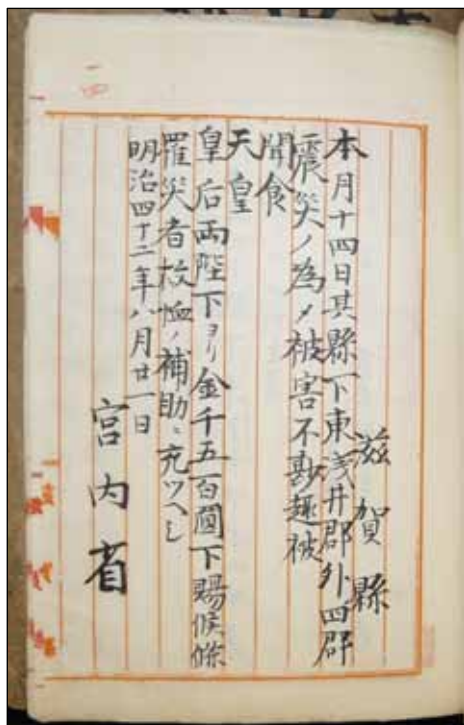 滋賀縣
本月十四日其縣下東浅井郡外四郡
震災ノ為メ被害不尠趣被
聞食
天皇
皇后両陛下ヨリ金千五百圓下賜候條
罹災者救恤ノ補助ニ充ツヘシ
明治四十二年八月廿一日
宮内省
一四